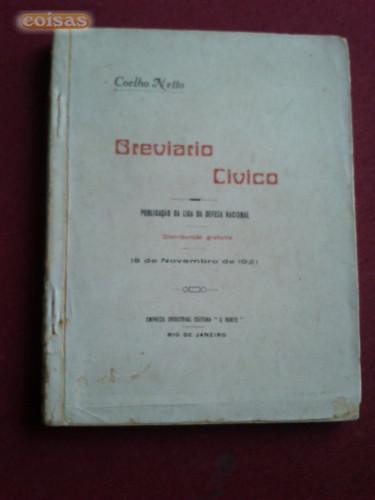 coisas
Coelho Netto
Breviario
Civico
PUBLICAÇÃO DA LIGA DA DEFESA NACIONAL
Distribuição gratuita
15 de Novembro de 1921
EMPREZA INDUSTRIAL EDITORA "O NORTE"
RIO DE JANEIRO